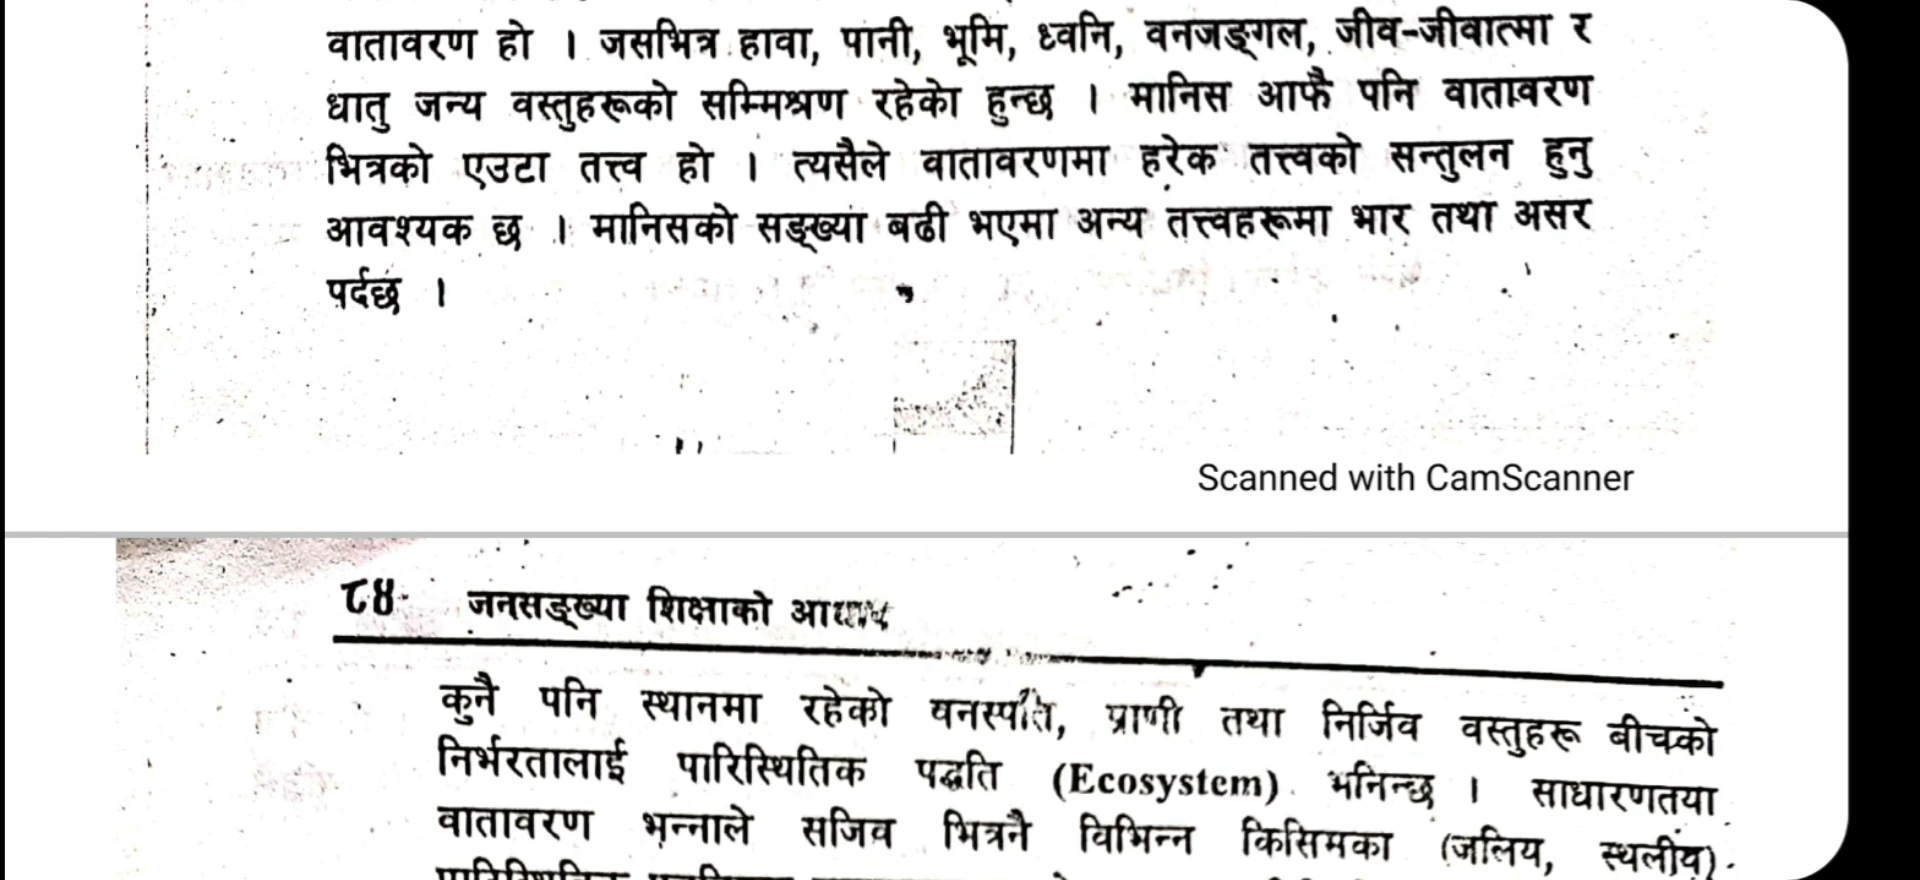 वातावरण हो । जसभित्र हावा, पानी, भूमि, ध्वनि, वनजङ्गल, जीव-जीवात्मा र
धातु जन्य वस्तुहरूको सम्मिश्रण रहेको हुन्छ । मानिस आफै पनि वातावरण
भित्रको एउटा तत्त्व हो । त्यसैले वातावरणमा हरेक तत्त्वको सन्तुलन हुनु
आवश्यक छ । मानिसको सङ्ख्या बढी भएमा अन्य तत्त्वहरूमा भार तथा असर
पर्दछ ।
Scanned with CamScanner
८४ जनसङ्ख्या शिक्षाको
कुनै पनि स्थानमा रहेको वनस्पति, प्राणी तथा निर्जिव वस्तुहरू बीचको
निर्भरतालाई पारिस्थितिक पद्धति (Ecosystem) भनिन्छ । साधारणतया
वातावरण भन्नाले सजिव भित्रनै विभिन्न किसिमका (जलिय, स्थलीय)